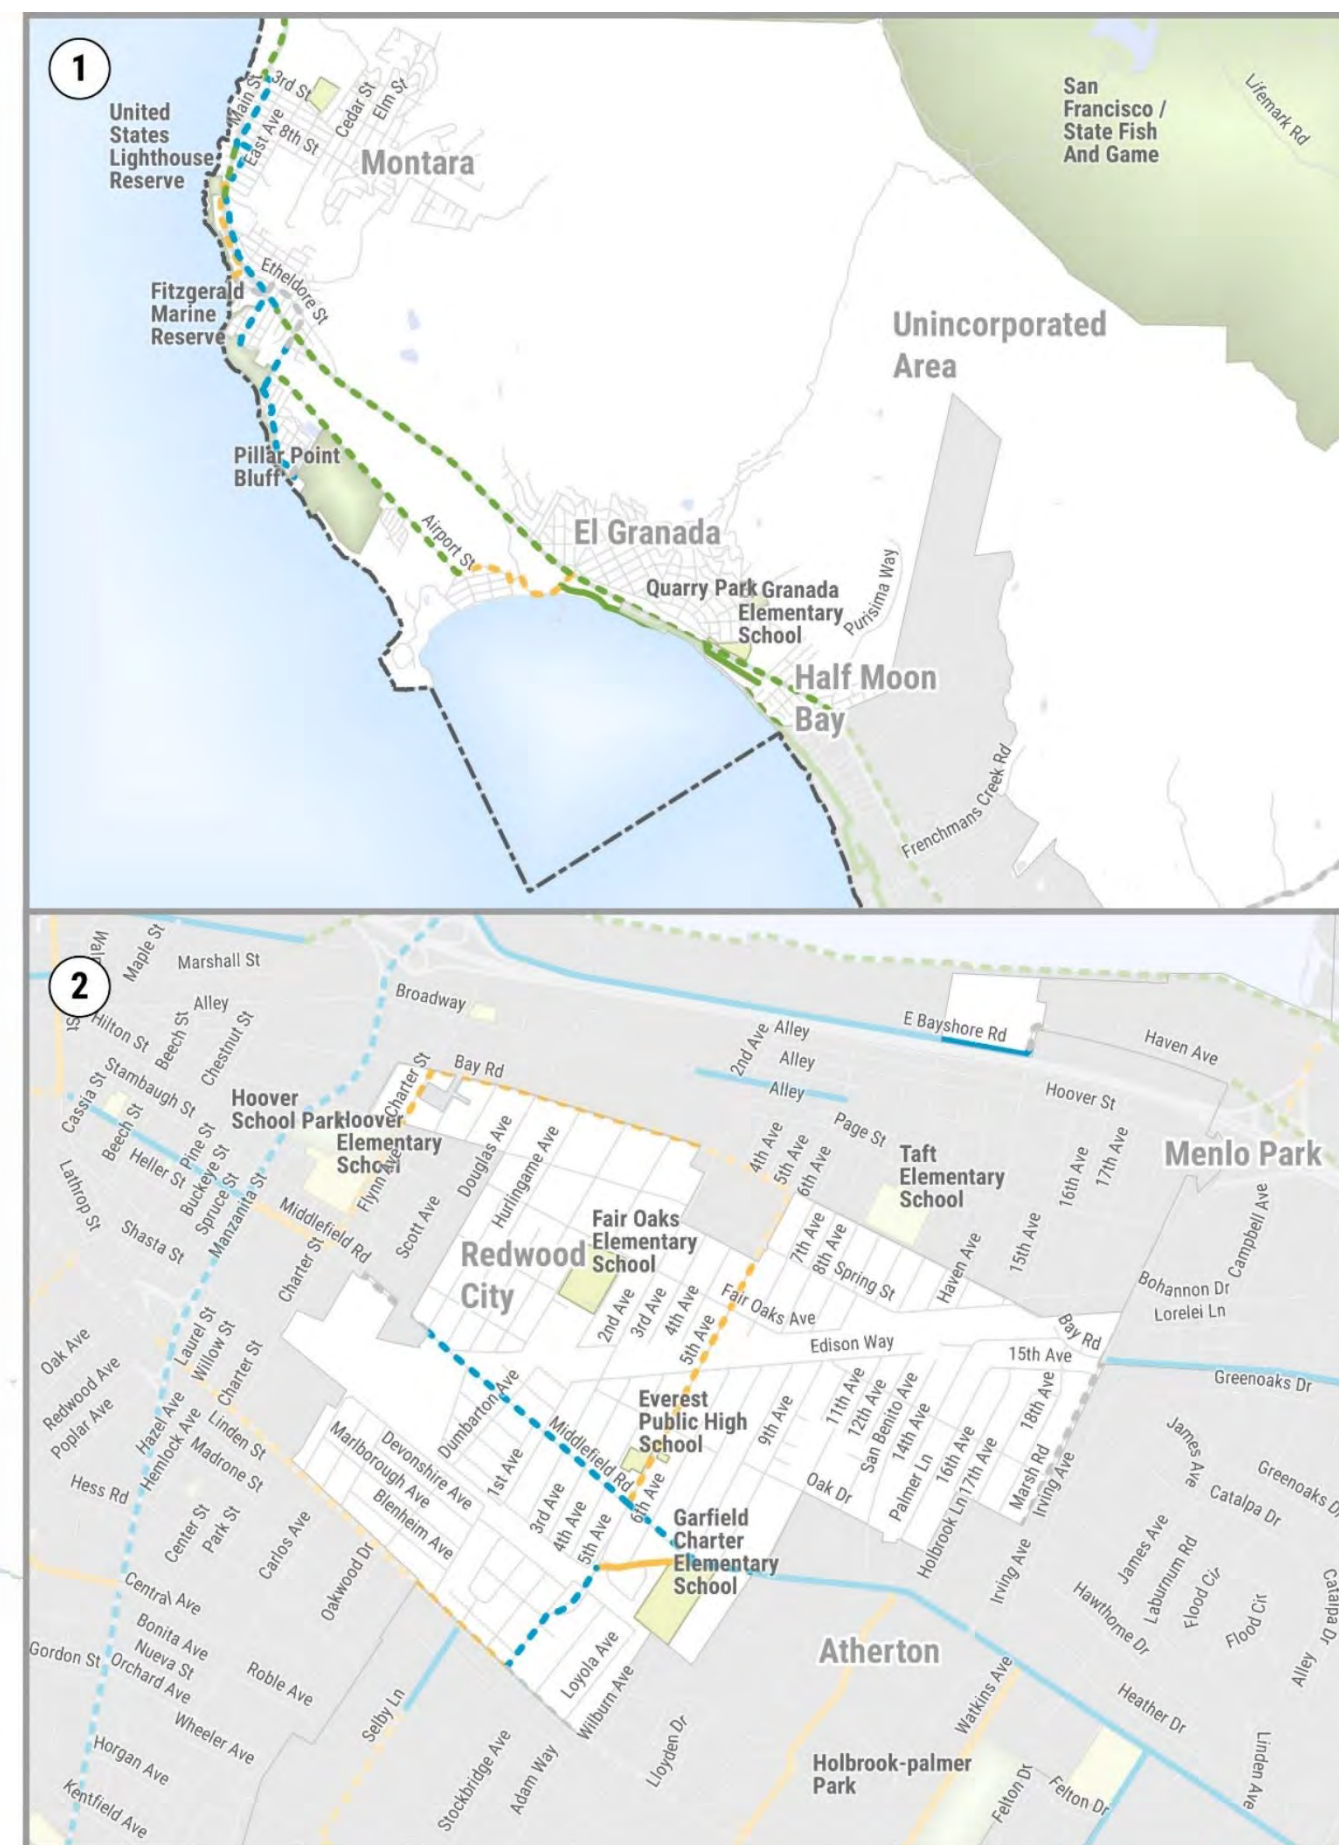 1
United
States
Lighthouse
Reserve
Main St
3rd St
East Ave
8th St
Cedar St
Elm St
Montara
San
Francisco /
State Fish
And Game
Lifemark Rd
Etheldore St
Fitzgerald
Marine
Reserve
Unincorporated
Area
Pillar Point
Bluff
Airport St
El Granada
Quarry Park
Granada
Elementary
School
Purisima Way
Half Moon
Bay
Frenchmans Creek Rd
2
Maple St
Marshall St
Alley
Hilton St
Beech St
Chestnut St
Stambaugh St
Cassia St
Beech St
Heller St
Pine St
Buckeye St
Spruce St
Manzanita St
Lathrop St
Shasta St
Broadway
Hoover
School Park
Hoover
Elementary
School
Charter St
Bay Rd
Flynn Ave
Scott Ave
Douglas Ave
Hurlingame Ave
Middlefield Rd
Charter St
2nd Ave
Alley
Alley
Alley
E Bayshore Rd
Haven Ave
Hoover St
Page St
4th Ave
5th Ave
6th Ave
Taft
Elementary
School
16th Ave
17th Ave
Menlo Park
Campbell Ave
Redwood
City
Fair Oaks
Elementary
School
7th Ave
8th Ave
Spring St
Haven Ave
15th Ave
Bohannon Dr
Lorelei Ln
2nd Ave
3rd Ave
4th Ave
5th Ave
Fair Oaks Ave
Edison Way
15th Ave
Bay Rd
Greenoaks Dr
Oak Ave
Redwood Ave
Poplar Ave
Laurel St
Willow St
Charter St
Hazel Ave
Hemlock Ave
Linden St
Madrone St
Hess Rd
Center St
Park St
Carlos Ave
Oakwood Dr
Dumbarton Ave
Devonshire Ave
Marlborough Ave
Blenheim Ave
1st Ave
Middlefield Rd
3rd Ave
4th Ave
5th Ave
6th Ave
Everest
Public High
School
9th Ave
11th Ave
12th Ave
San Benito Ave
14th Ave
Palmer Ln
16th Ave
17th Ave
18th Ave
Marsh Rd
Irving Ave
Oak Dr
Holbrook Ln
Irving Ave
Garfield
Charter
Elementary
School
James Ave
Greenoaks Dr
Catalpa Dr
James Ave
Laburnum Rd
Flood Cir
Flood Cir
Catalpa Dr
Hawthorne Dr
Alley
Central Ave
Bonita Ave
Nueva St
Orchard Ave
Gordon St
Roble Ave
Wheeler Ave
Horgan Ave
Kentfield Ave
Selby Ln
Stockbridge Ave
Adam Way
Loyola Ave
Wilburn Ave
Lloyden Dr
Atherton
Watkins Ave
Holbrook-palmer
Park
Felton Dr
Felton Dr
Heather Dr
Linden Ave